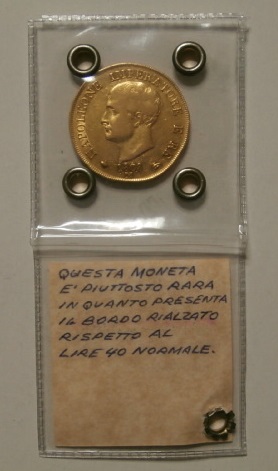 NAPOLEONE IMPERATORE E RE
QUESTA MONETA
E' PIUTTOSTO RARA
IN QUANTO PRESENTA
IL BORDO RIALZATO
RISPETTO AL
LIRE 40 NORMALE.